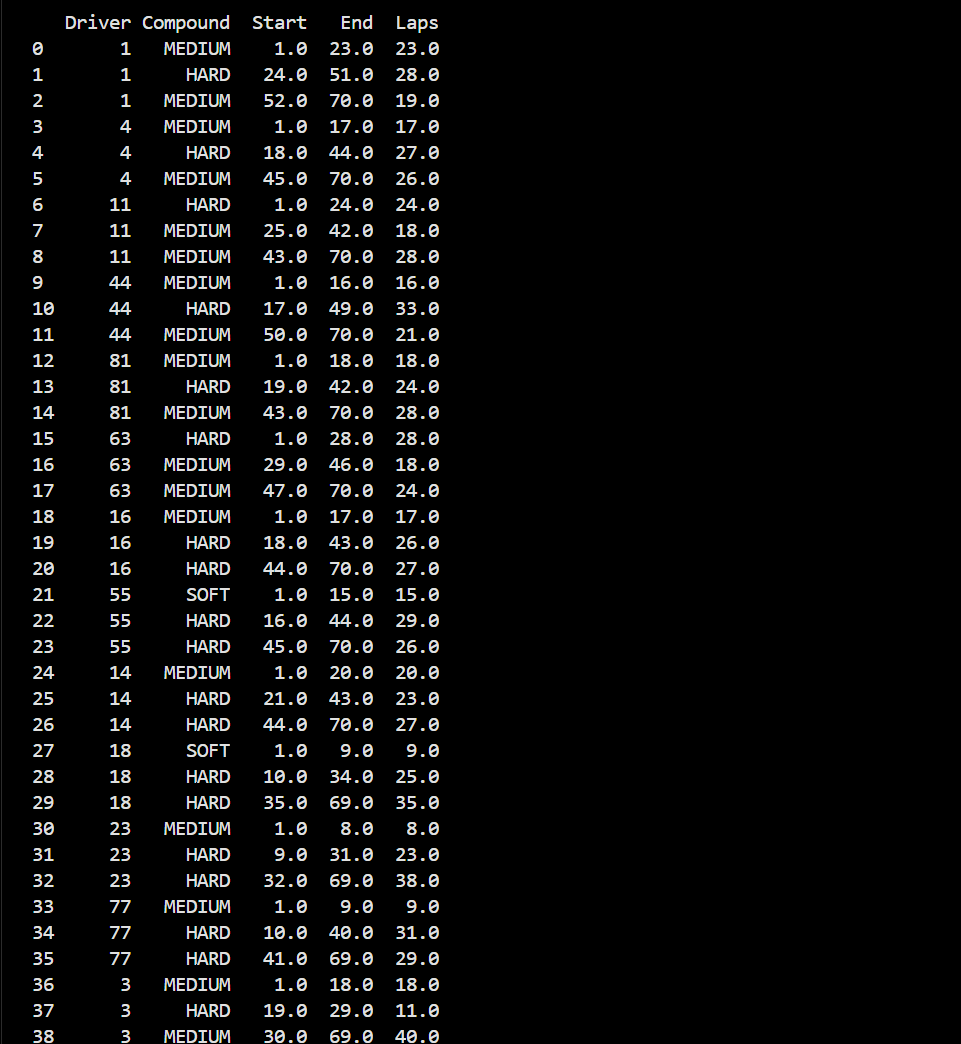 Driver Compound Start End Laps
0 1 MEDIUM 1.0 23.0 23.0
1 1 HARD 24.0 51.0 28.0
2 1 MEDIUM 52.0 70.0 19.0
3 4 MEDIUM 1.0 17.0 17.0
4 4 HARD 18.0 44.0 27.0
5 4 MEDIUM 45.0 70.0 26.0
6 11 HARD 1.0 24.0 24.0
7 11 MEDIUM 25.0 42.0 18.0
8 11 MEDIUM 43.0 70.0 28.0
9 44 MEDIUM 1.0 16.0 16.0
10 44 HARD 17.0 49.0 33.0
11 44 MEDIUM 50.0 70.0 21.0
12 81 MEDIUM 1.0 18.0 18.0
13 81 HARD 19.0 42.0 24.0
14 81 MEDIUM 43.0 70.0 28.0
15 63 HARD 1.0 28.0 28.0
16 63 MEDIUM 29.0 46.0 18.0
17 63 MEDIUM 47.0 70.0 24.0
18 16 MEDIUM 1.0 17.0 17.0
19 16 HARD 18.0 43.0 26.0
20 16 HARD 44.0 70.0 27.0
21 55 SOFT 1.0 15.0 15.0
22 55 HARD 16.0 44.0 29.0
23 55 HARD 45.0 70.0 26.0
24 14 MEDIUM 1.0 20.0 20.0
25 14 HARD 21.0 43.0 23.0
26 14 HARD 44.0 70.0 27.0
27 18 SOFT 1.0 9.0 9.0
28 18 HARD 10.0 34.0 25.0
29 18 HARD 35.0 69.0 35.0
30 23 MEDIUM 1.0 8.0 8.0
31 23 HARD 9.0 31.0 23.0
32 23 HARD 32.0 69.0 38.0
33 77 MEDIUM 1.0 9.0 9.0
34 77 HARD 10.0 40.0 31.0
35 77 HARD 41.0 69.0 29.0
36 3 MEDIUM 1.0 18.0 18.0
37 3 HARD 19.0 29.0 11.0
38 3 MEDIUM 30.0 69.0 40.0